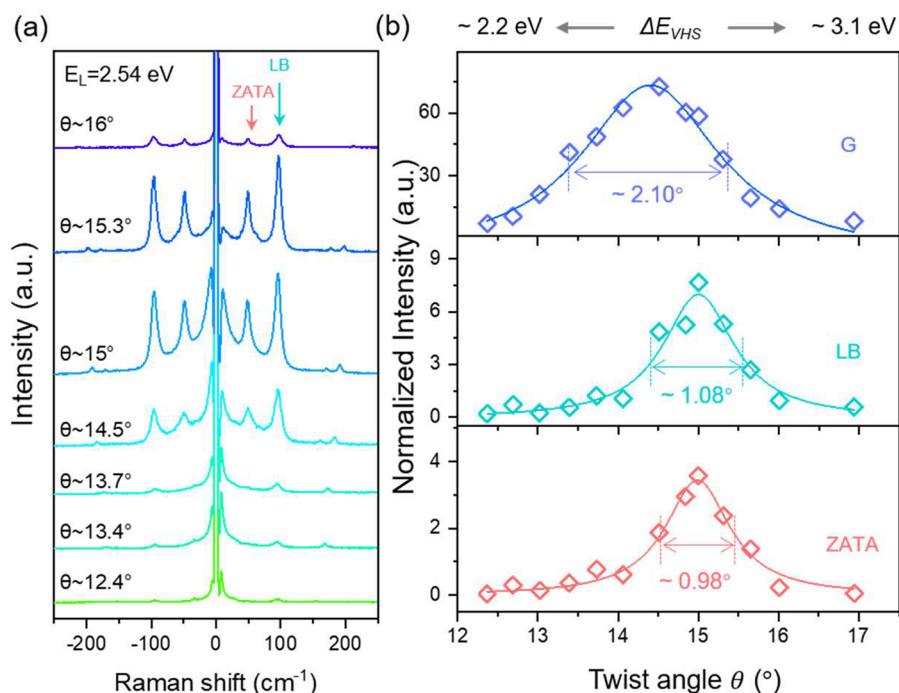 (a)
E_L=2.54 eV
LB
ZATA
θ~16°
θ~15.3°
θ~15°
θ~14.5°
θ~13.7°
θ~13.4°
θ~12.4°
Intensity (a.u.)
-200 -100 0 100 200
Raman shift (cm⁻¹)
(b)
~ 2.2 eV ΔE_VHS ~ 3.1 eV
60
30
G
~ 2.10°
9
6
3
0
LB
~ 1.08°
4
2
0
ZATA
~ 0.98°
Normalized Intensity (a.u.)
12 13 14 15 16 17
Twist angle θ (°)